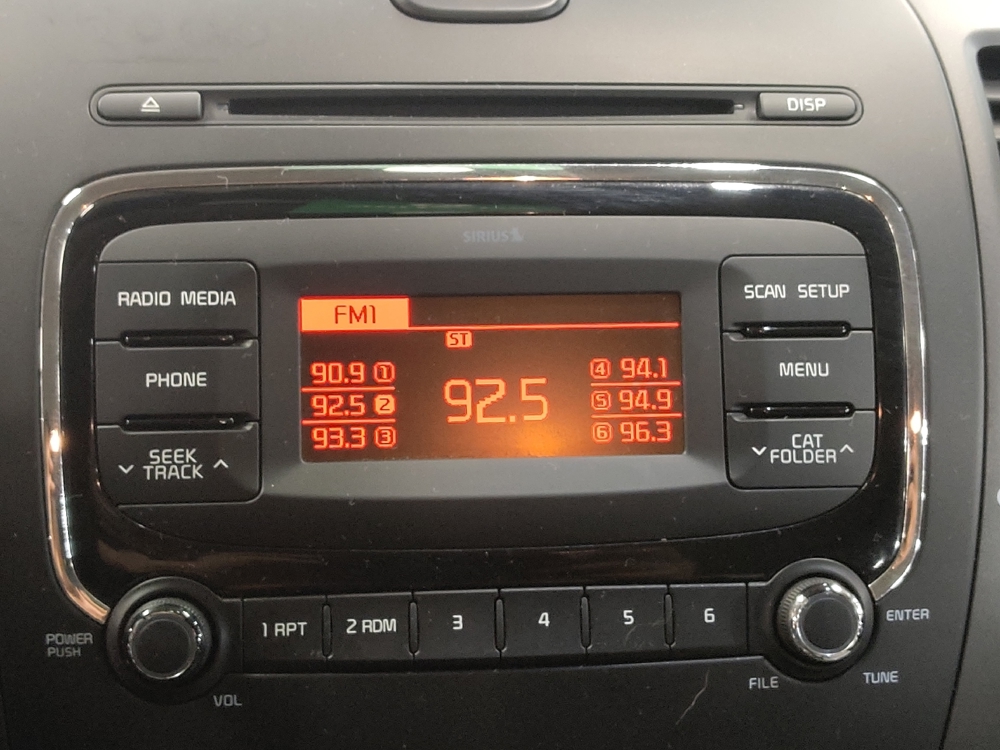 DISP
SIRIUS
RADIO MEDIA
SCAN SETUP
FM1
ST
PHONE
MENU
90.9 1
92.5 2
93.3 3
92.5
4 94.1
5 94.9
6 96.3
SEEK
TRACK
CAT
FOLDER
1 RPT
2 RDM
3
4
5
6
POWER
PUSH
VOL
ENTER
FILE
TUNE